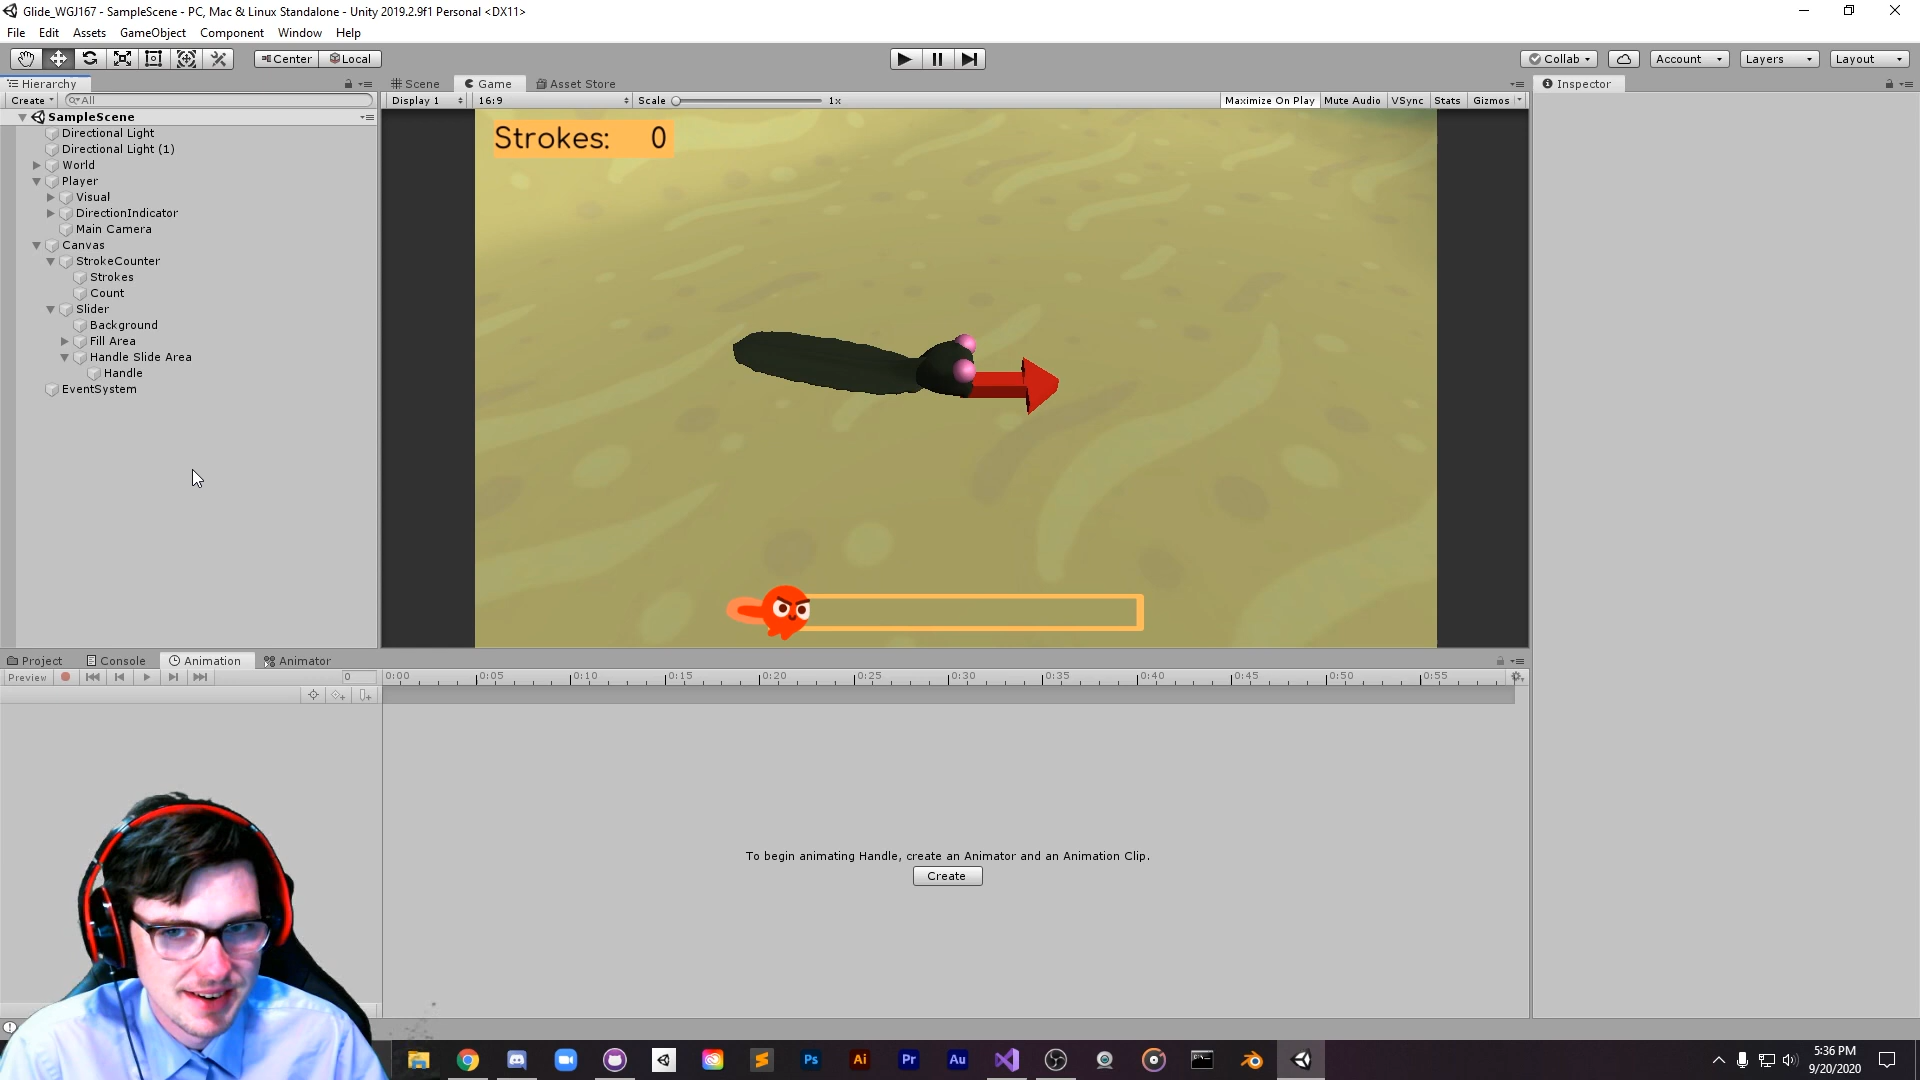 Glide_WGJ167 - SampleScene - PC, Mac & Linux Standalone - Unity 2019.2.9f1 Personal <DX11>
File Edit Assets GameObject Component Window Help
Center Local
Collab Account Layers Layout
Hierarchy
Scene Game Asset Store
Inspector
Create All
Display 1 16:9 Scale 1x Maximize On Play Mute Audio VSync Stats Gizmos
SampleScene
Directional Light
Directional Light (1)
World
Player
Visual
DirectionIndicator
Main Camera
Canvas
StrokeCounter
Strokes
Count
Slider
Background
Fill Area
Handle Slide Area
Handle
EventSystem
Strokes: 0
Project Console Animation Animator
Preview 0
0:00 0:05 0:10 0:15 0:20 0:25 0:30 0:35 0:40 0:45 0:50 0:55
To begin animating Handle, create an Animator and an Animation Clip.
Create
Ps Ai Pr Au
5:36 PM
9/20/2020